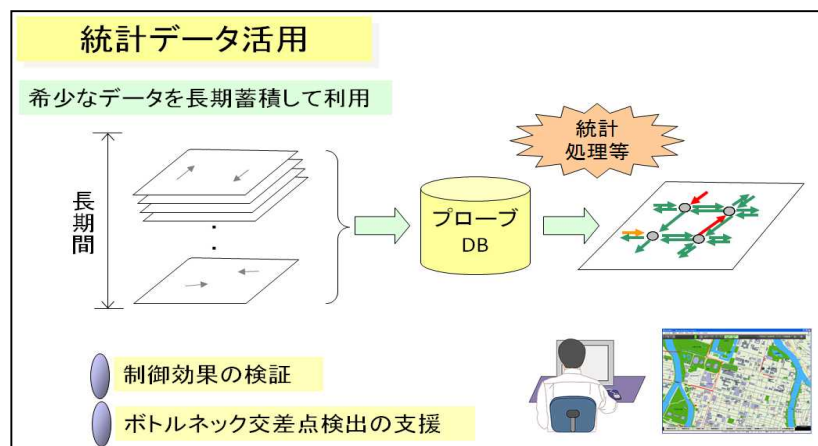 統計データ活用
希少なデータを長期蓄積して利用
長期間
統計
処理等
プローブ
DB
制御効果の検証
ボトルネック交差点検出の支援